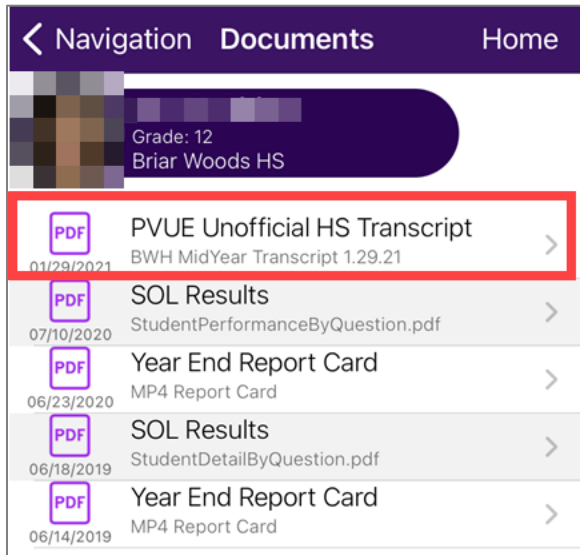 Navigation Documents Home
Grade: 12
Briar Woods HS
PDF PVUE Unofficial HS Transcript
01/29/2021 BWH MidYear Transcript 1.29.21
PDF SOL Results
07/10/2020 StudentPerformanceByQuestion.pdf
PDF Year End Report Card
06/23/2020 MP4 Report Card
PDF SOL Results
06/18/2019 StudentDetailByQuestion.pdf
PDF Year End Report Card
06/14/2019 MP4 Report Card